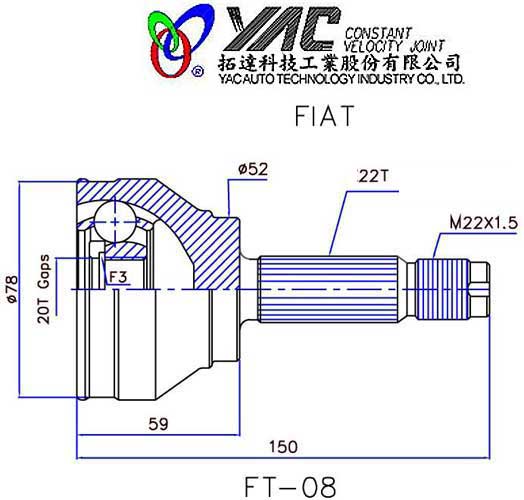 YAC CONSTANT
VELOCITY JOINT
®
拓達科技工業股份有限公司
YAC AUTO TECHNOLOGY INDUSTRY CO., LTD.
FIAT
ø52
22T
M22X1.5
ø78
20T Gaps
F3
59
150
FT-08